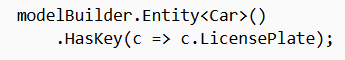 modelBuilder.Entity<Car>()
    .HasKey(c => c.LicensePlate);